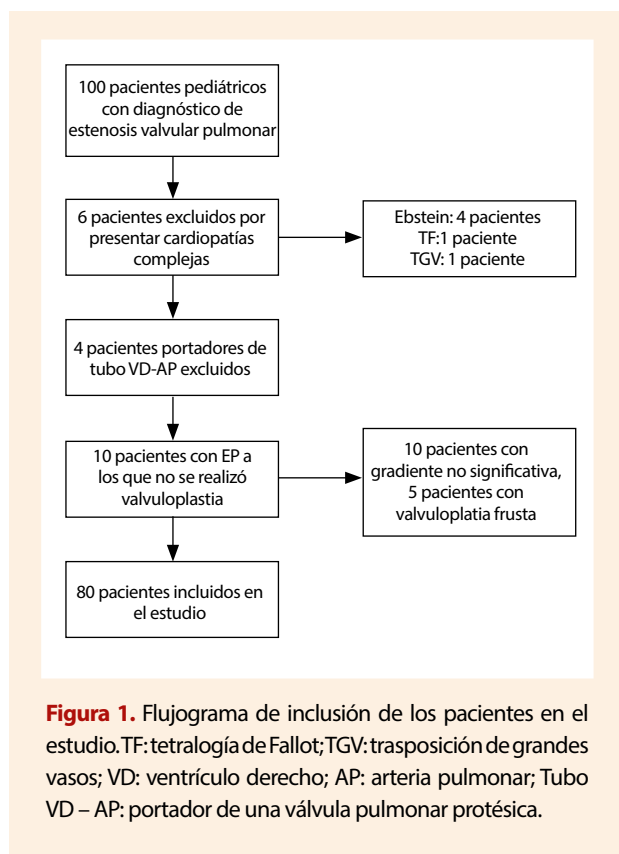 100 pacientes pediátricos
con diagnóstico de
estenosis valvular pulmonar
6 pacientes excluidos por
presentar cardiopatías
complejas
Ebstein: 4 pacientes
TF:1 paciente
TGV: 1 paciente
4 pacientes portadores de
tubo VD-AP excluidos
10 pacientes con EP a
los que no se realizó
valvuloplastia
10 pacientes con
gradiente no significativa,
5 pacientes con
valvuloplatia frusta
80 pacientes incluidos en
el estudio
Figura 1. Flujograma de inclusión de los pacientes en el
estudio. TF: tetralogía de Fallot; TGV: trasposición de grandes
vasos; VD: ventrículo derecho; AP: arteria pulmonar; Tubo
VD – AP: portador de una válvula pulmonar protésica.